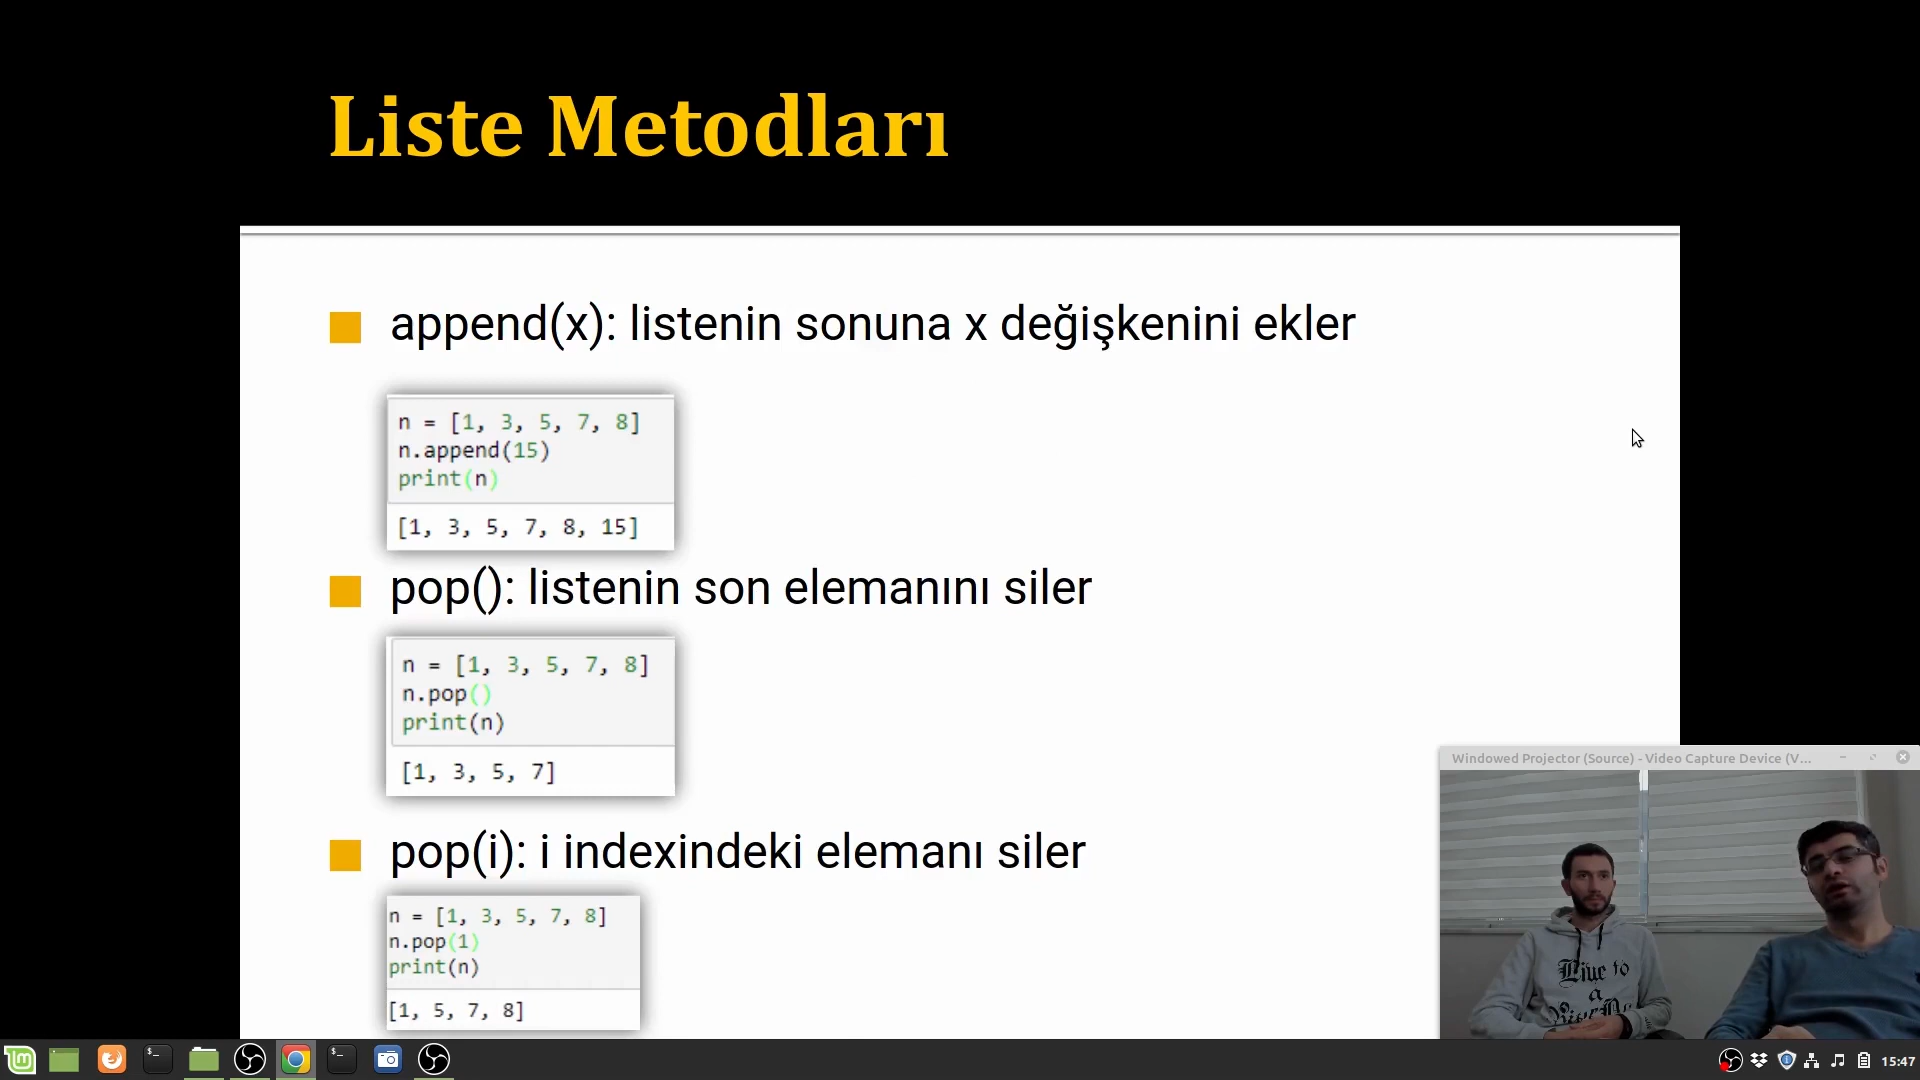 Liste Metodları
append(x): listenin sonuna x değişkenini ekler
n = [1, 3, 5, 7, 8]
n.append(15)
print(n)
[1, 3, 5, 7, 8, 15]
pop(): listenin son elemanını siler
n = [1, 3, 5, 7, 8]
n.pop()
print(n)
[1, 3, 5, 7]
pop(i): i indexindeki elemanı siler
n = [1, 3, 5, 7, 8]
n.pop(1)
print(n)
[1, 5, 7, 8]
Windowed Projector (Source) - Video Capture Device (V...
Live to
a
15:47